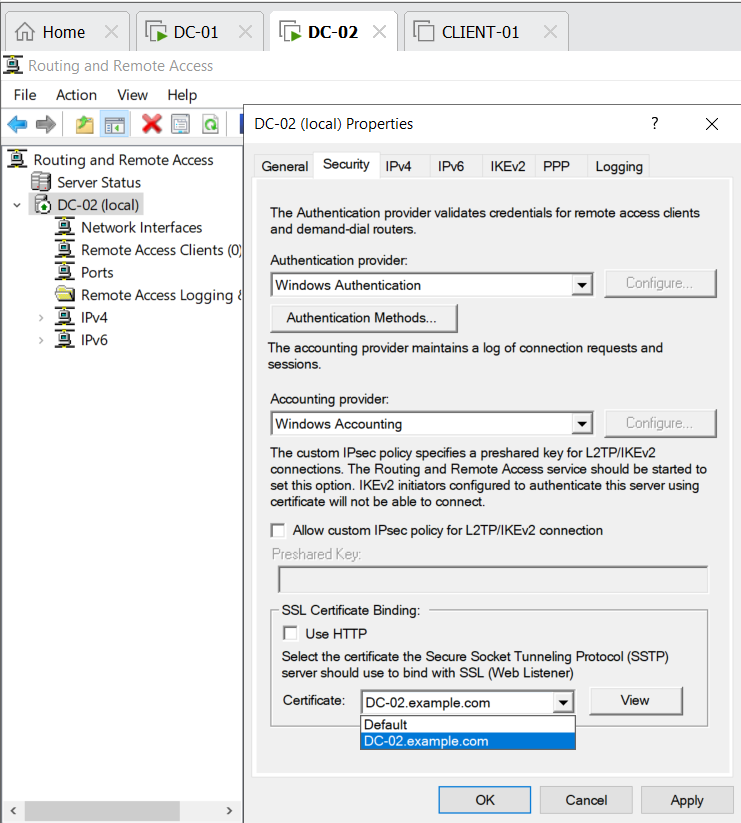 Home
DC-01
DC-02
CLIENT-01
Routing and Remote Access
File Action View Help
Routing and Remote Access
Server Status
DC-02 (local)
Network Interfaces
Remote Access Clients (0)
Ports
Remote Access Logging &
IPv4
IPv6
DC-02 (local) Properties
?
General Security IPv4 IPv6 IKEv2 PPP Logging
The Authentication provider validates credentials for remote access clients
and demand-dial routers.
Authentication provider:
Windows Authentication
Configure...
Authentication Methods...
The accounting provider maintains a log of connection requests and
sessions.
Accounting provider:
Windows Accounting
Configure...
The custom IPsec policy specifies a preshared key for L2TP/IKEv2
connections. The Routing and Remote Access service should be started to
set this option. IKEv2 initiators configured to authenticate this server using
certificate will not be able to connect.
Allow custom IPsec policy for L2TP/IKEv2 connection
Preshared Key:
SSL Certificate Binding:
Use HTTP
Select the certificate the Secure Socket Tunneling Protocol (SSTP)
server should use to bind with SSL (Web Listener)
Certificate:
DC-02.example.com
View
Default
DC-02.example.com
OK Cancel Apply